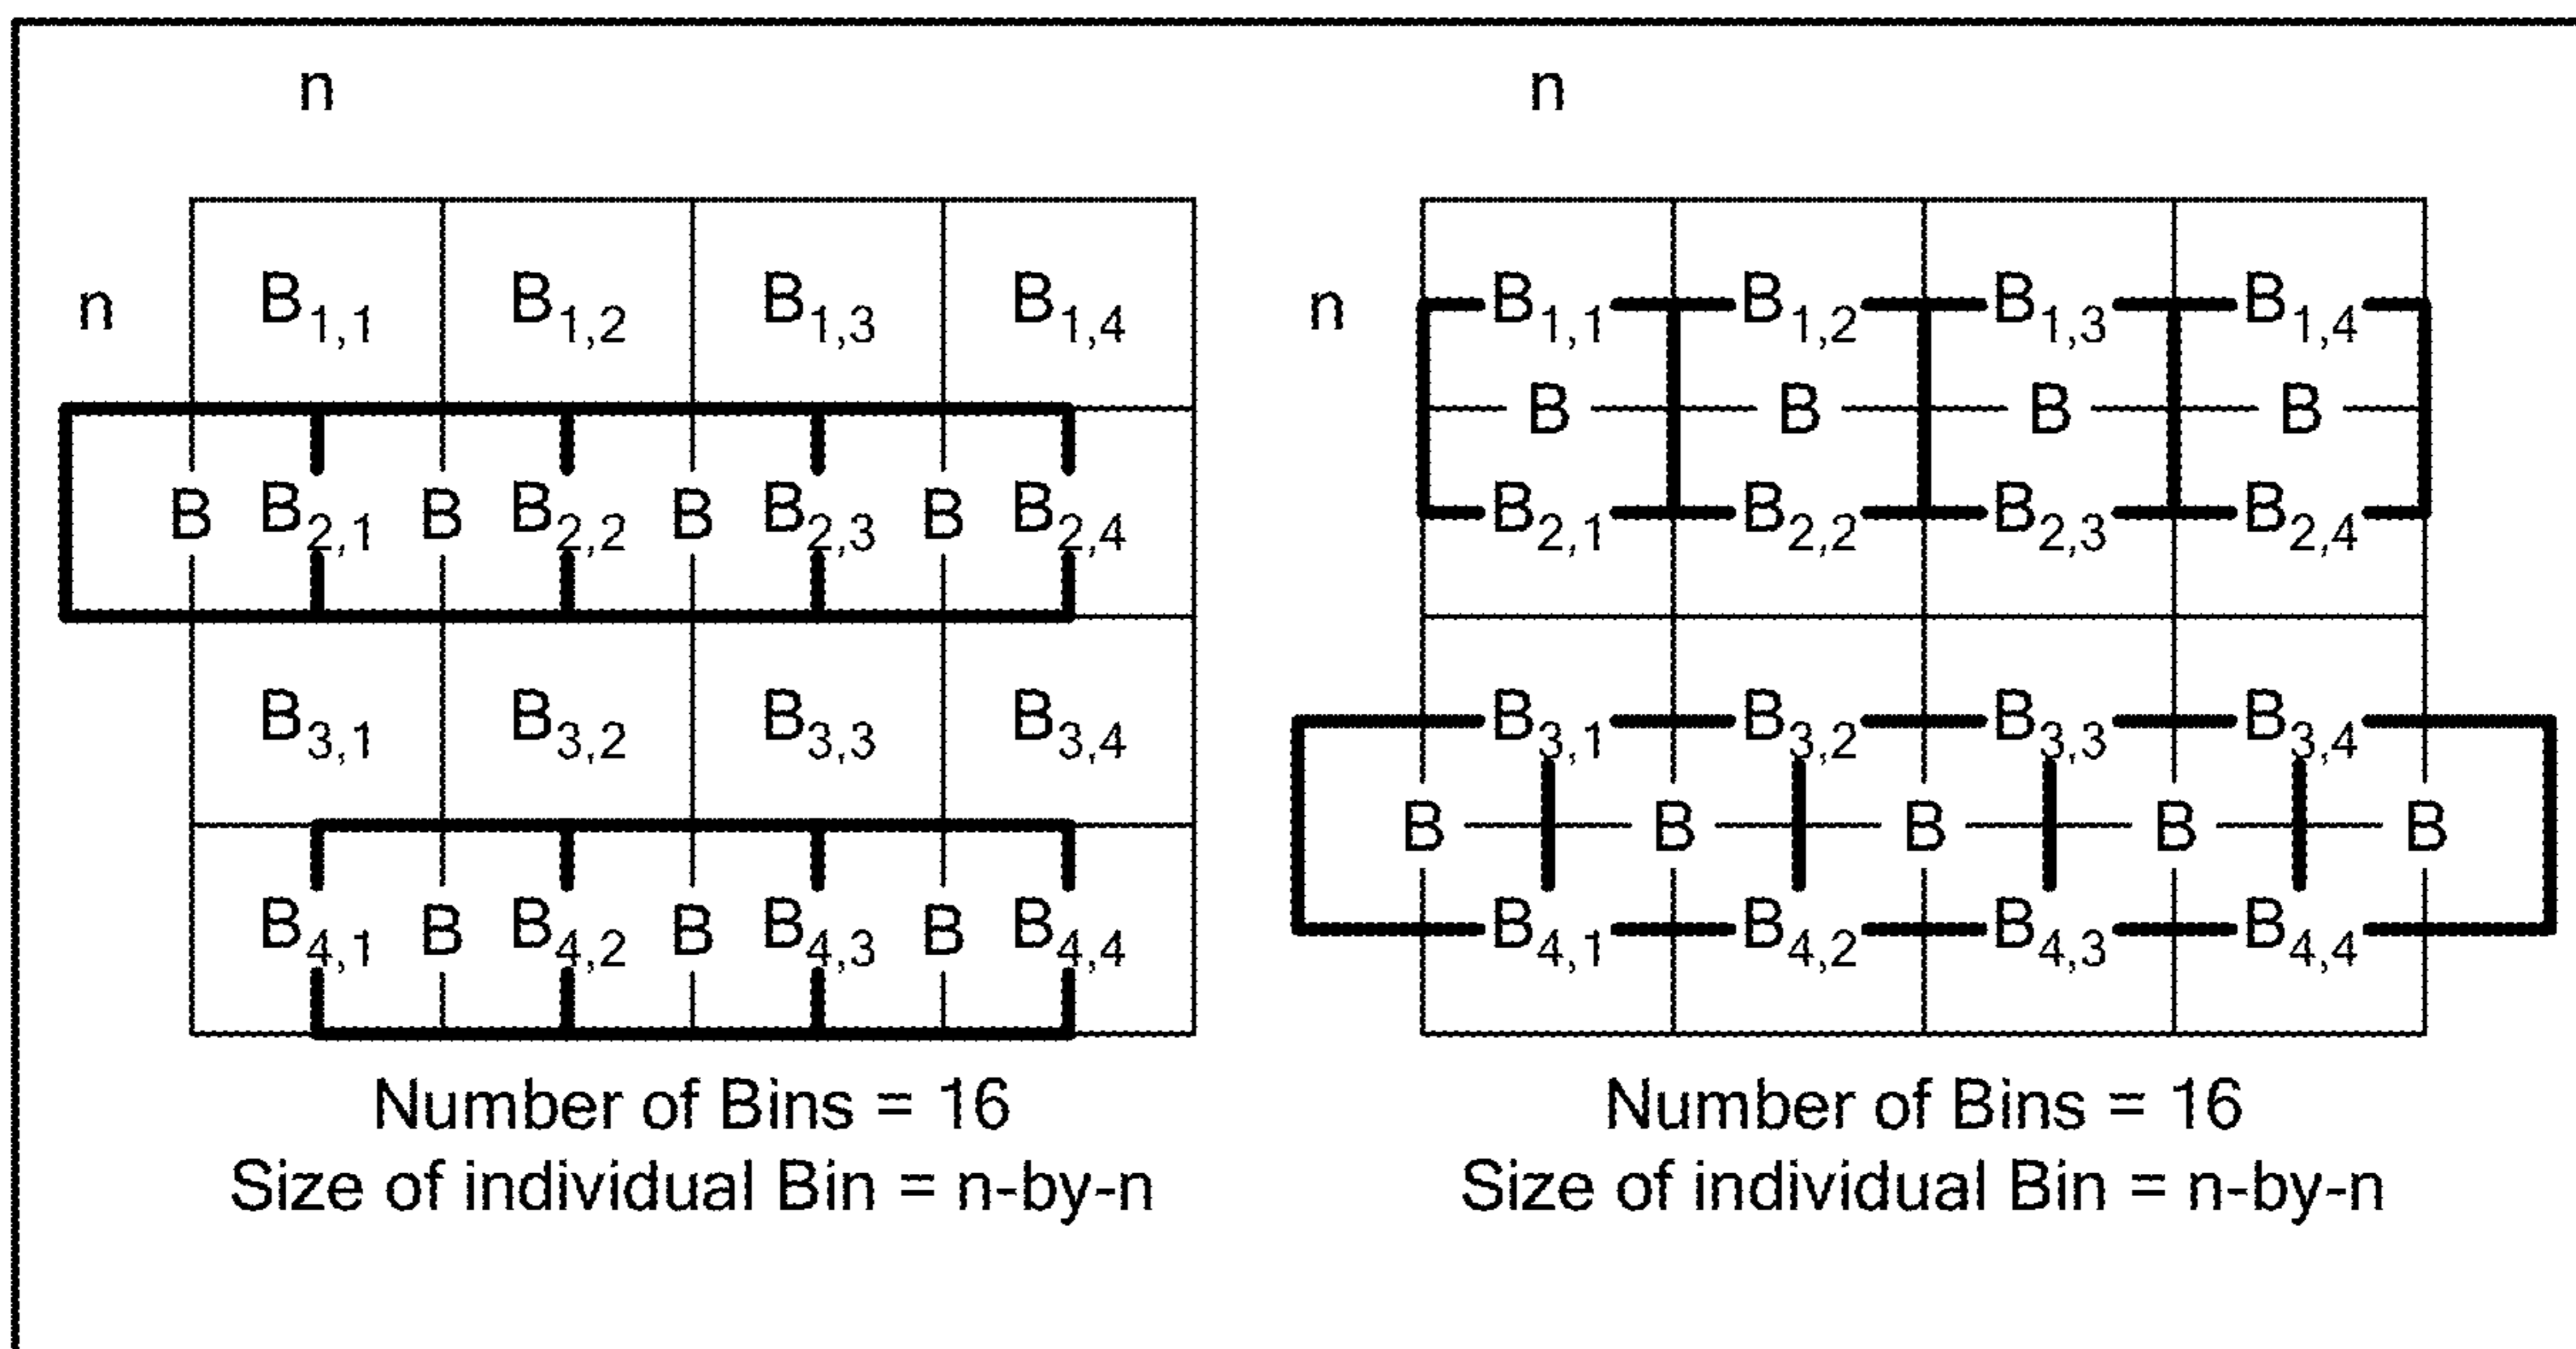 n
n
B1,1 B1,2 B1,3 B1,4
B B2,1 B B2,2 B B2,3 B B2,4
B3,1 B3,2 B3,3 B3,4
B4,1 B B4,2 B B4,3 B B4,4
Number of Bins = 16
Size of individual Bin = n-by-n
n
n
B1,1 B1,2 B1,3 B1,4
B B B B
B2,1 B2,2 B2,3 B2,4
B3,1 B3,2 B3,3 B3,4
B B B B B
B4,1 B4,2 B4,3 B4,4
Number of Bins = 16
Size of individual Bin = n-by-n